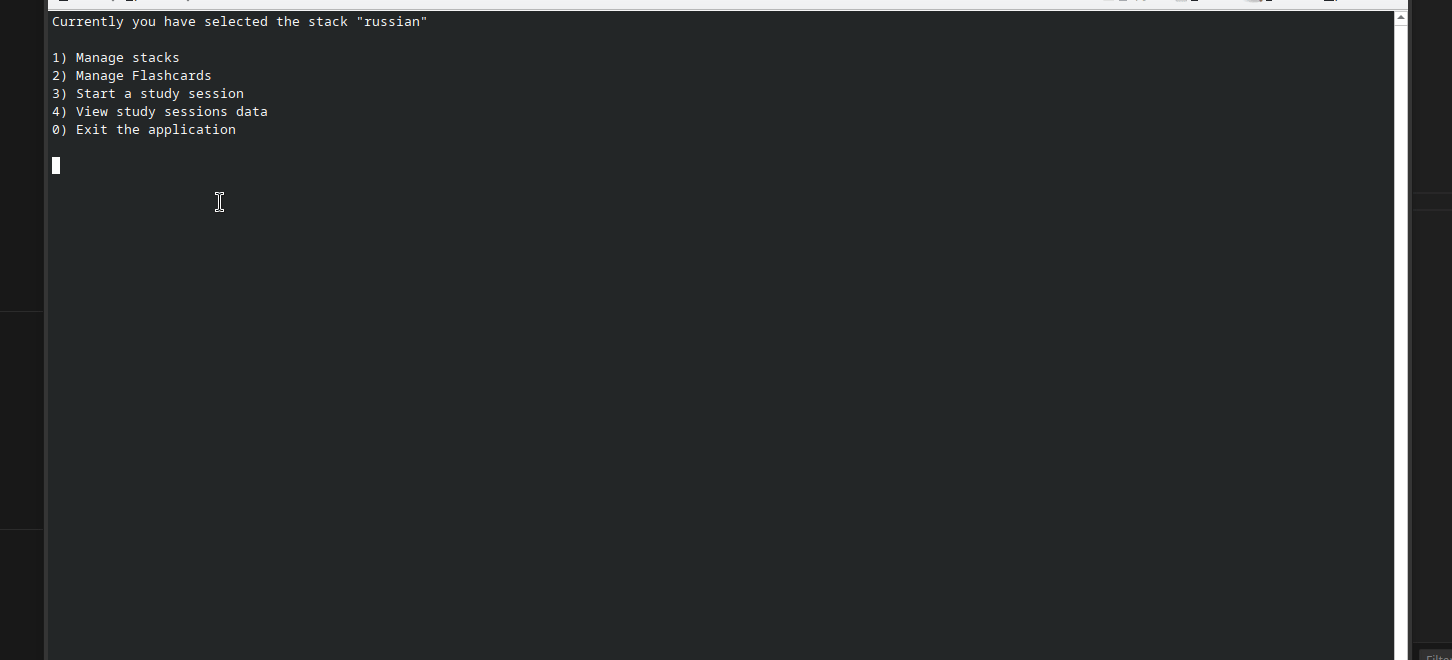 Currently you have selected the stack "russian"
1) Manage stacks
2) Manage Flashcards
3) Start a study session
4) View study sessions data
0) Exit the application